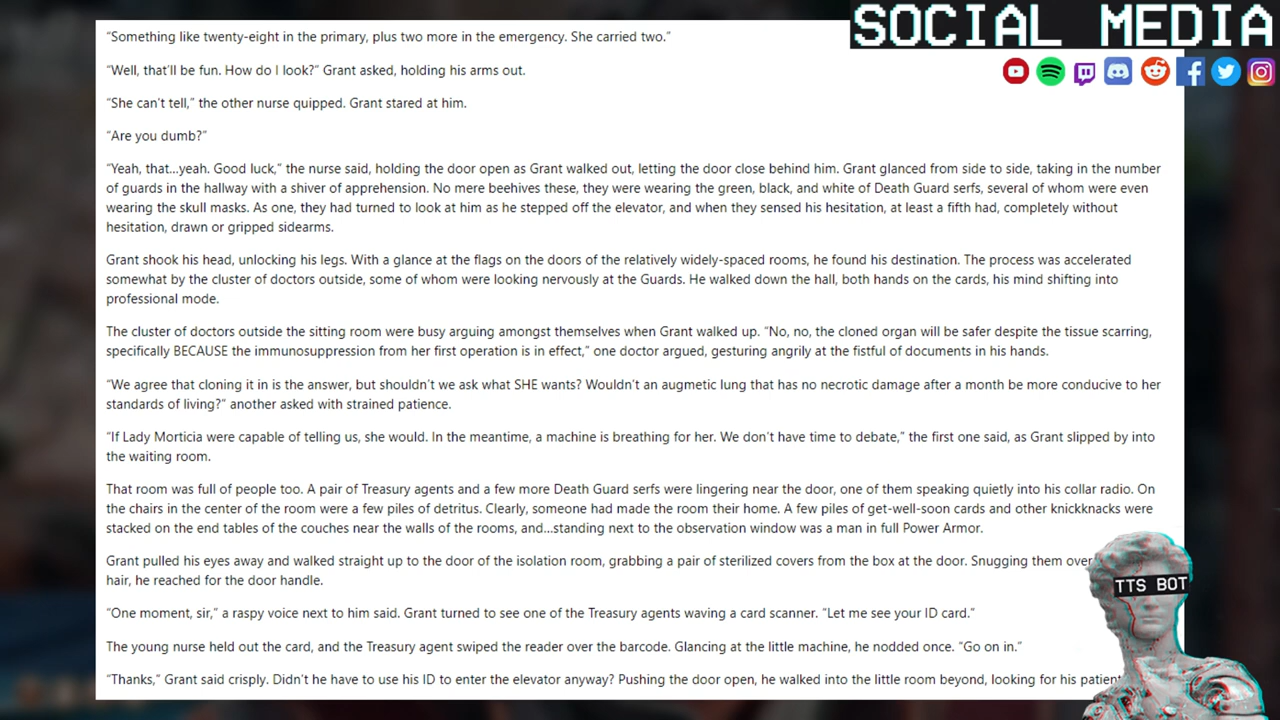 SOCIAL MEDIA
“Something like twenty-eight in the primary, plus two more in the emergency. She carried two.”
“Well, that’ll be fun. How do I look?” Grant asked, holding his arms out.
“She can’t tell,” the other nurse quipped. Grant stared at him.
“Are you dumb?”
“Yeah, that…yeah. Good luck,” the nurse said, holding the door open as Grant walked out, letting the door close behind him. Grant glanced from side to side, taking in the number
of guards in the hallway with a shiver of apprehension. No mere beehives these, they were wearing the green, black, and white of Death Guard serfs, several of whom were even
wearing the skull masks. As one, they had turned to look at him as he stepped off the elevator, and when they sensed his hesitation, at least a fifth had, completely without
hesitation, drawn or gripped sidearms.
Grant shook his head, unlocking his legs. With a glance at the flags on the doors of the relatively widely-spaced rooms, he found his destination. The process was accelerated
somewhat by the cluster of doctors outside, some of whom were looking nervously at the Guards. He walked down the hall, both hands on the cards, his mind shifting into
professional mode.
The cluster of doctors outside the sitting room were busy arguing amongst themselves when Grant walked up. “No, no, the cloned organ will be safer despite the tissue scarring,
specifically BECAUSE the immunosuppression from her first operation is in effect,” one doctor argued, gesturing angrily at the fistful of documents in his hands.
“We agree that cloning it in is the answer, but shouldn’t we ask what SHE wants? Wouldn’t an augmetic lung that has no necrotic damage after a month be more conducive to her
standards of living?” another asked with strained patience.
“If Lady Morticia were capable of telling us, she would. In the meantime, a machine is breathing for her. We don’t have time to debate,” the first one said, as Grant slipped by into
the waiting room.
That room was full of people too. A pair of Treasury agents and a few more Death Guard serfs were lingering near the door, one of them speaking quietly into his collar radio. On
the chairs in the center of the room were a few piles of detritus. Clearly, someone had made the room their home. A few piles of get-well-soon cards and other knickknacks were
stacked on the end tables of the couches near the walls of the rooms, and…standing next to the observation window was a man in full Power Armor.
Grant pulled his eyes away and walked straight up to the door of the isolation room, grabbing a pair of sterilized covers from the box at the door. Snugging them over
hair, he reached for the door handle.
“One moment, sir,” a raspy voice next to him said. Grant turned to see one of the Treasury agents waving a card scanner. “Let me see your ID card.”
The young nurse held out the card, and the Treasury agent swiped the reader over the barcode. Glancing at the little machine, he nodded once. “Go on in.”
“Thanks,” Grant said crisply. Didn’t he have to use his ID to enter the elevator anyway? Pushing the door open, he walked into the little room beyond, looking for his patient
TTS BOT